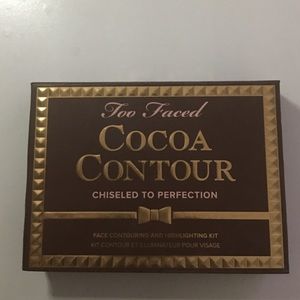 Too Faced
COCOA
CONTOUR
CHISELED TO PERFECTION
FACE CONTOURING AND HIGHLIGHTING KIT
KIT CONTOUR ET ILLUMINATEUR POUR VISAGE